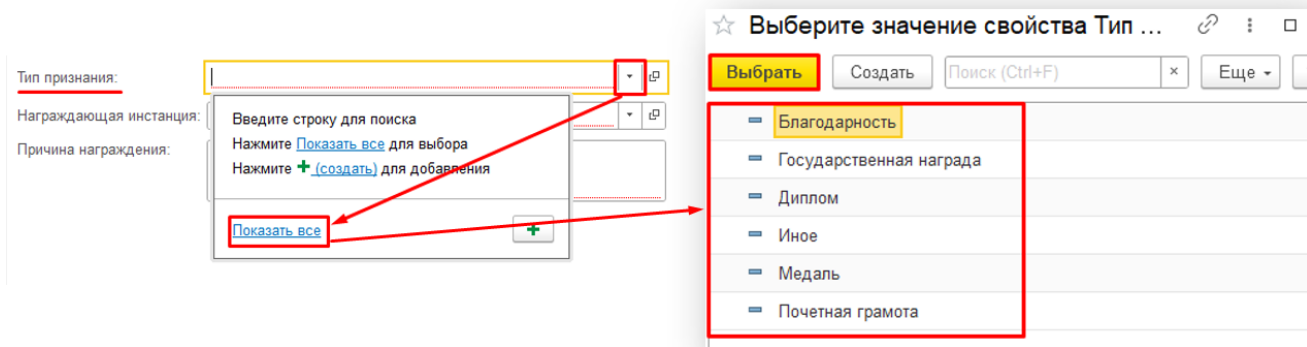 Тип признания:
Награждающая инстанция:
Причина награждения:
Введите строку для поиска
Нажмите Показать все для выбора
Нажмите + (создать) для добавления
Показать все
Выберите значение свойства Тип ...
Выбрать Создать Поиск (Ctrl+F) × Еще
Благодарность
Государственная награда
Диплом
Иное
Медаль
Почетная грамота